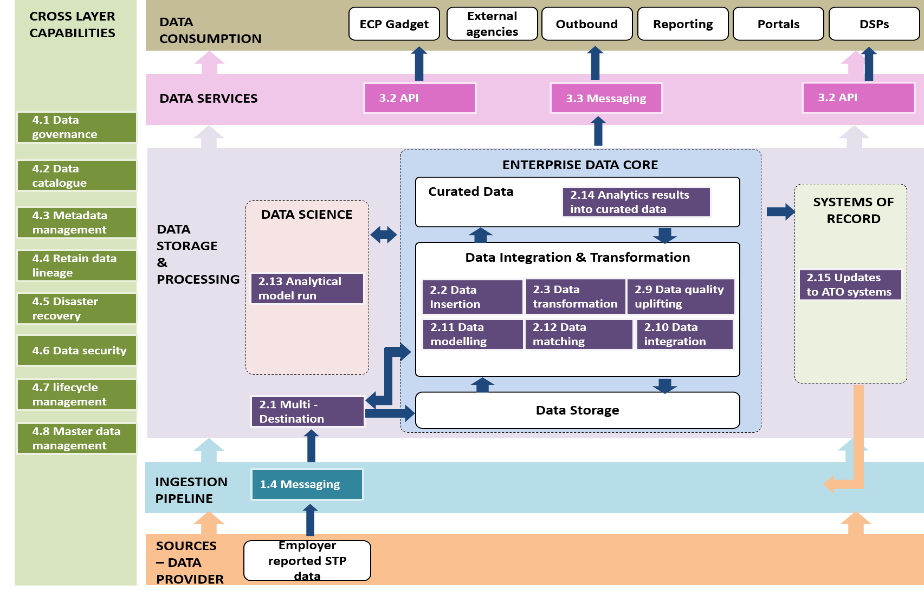 CROSS LAYER
CAPABILITIES
4.1 Data
governance
4.2 Data
catalogue
4.3 Metadata
management
4.4 Retain data
lineage
4.5 Disaster
recovery
4.6 Data security
4.7 lifecycle
management
4.8 Master data
management
DATA
CONSUMPTION
ECP Gadget
External
agencies
Outbound
Reporting
Portals
DSPs
DATA SERVICES
3.2 API
3.3 Messaging
3.2 API
DATA
STORAGE
&
PROCESSING
DATA SCIENCE
2.13 Analytical
model run
2.1 Multi -
Destination
ENTERPRISE DATA CORE
Curated Data
2.14 Analytics results
into curated data
Data Integration & Transformation
2.2 Data
Insertion
2.3 Data
transformation
2.9 Data quality
uplifting
2.11 Data
modelling
2.12 Data
matching
2.10 Data
integration
Data Storage
SYSTEMS OF
RECORD
2.15 Updates
to ATO systems
INGESTION
PIPELINE
1.4 Messaging
SOURCES
– DATA
PROVIDER
Employer
reported STP
data